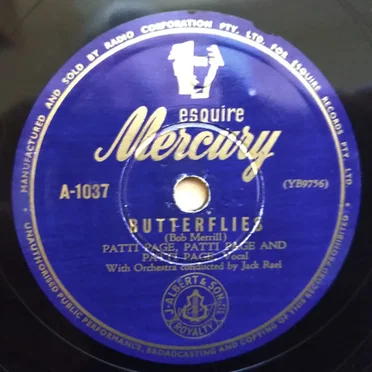 MANUFACTURED AND SOLD BY RADIO CORPORATION PTY. LTD. FOR ESQUIRE RECORDS PTY. LTD.
esquire
Mercury
A-1037
(YB9756)
BUTTERFLIES
(Bob Merrill)
PATTI PAGE, PATTI PAGE AND
PATTI PAGE, Vocal
With Orchestra conducted by Jack Rael
J. ALBERT & SON
ROYALTY
UNAUTHORISED PUBLIC PERFORMANCE, BROADCASTING AND COPYING OF THIS RECORD PROHIBITED